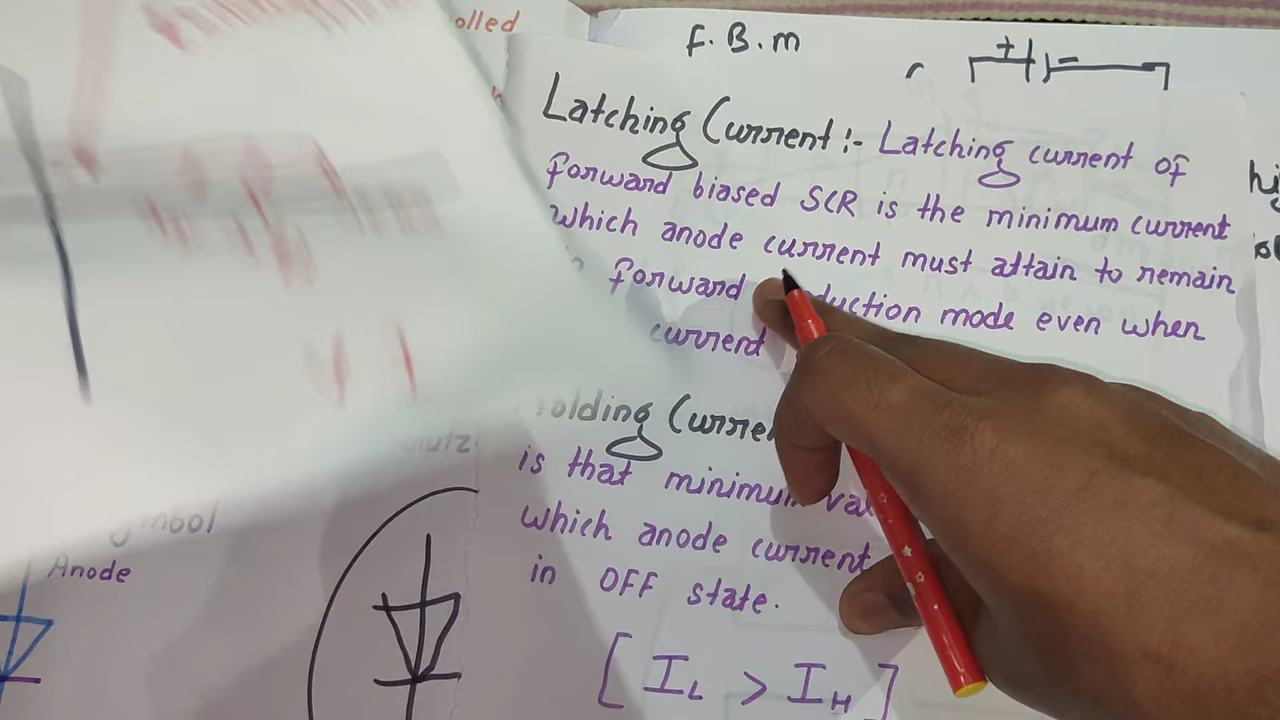 olled
F.B.m
+ -
Latching Current :- Latching current of
forward biased SCR is the minimum current
which anode current must attain to remain
forward duction mode even when
current
olding Curre
is that minimum va
which anode current
in OFF state.
[ IL > IH ]
mbol
Anode